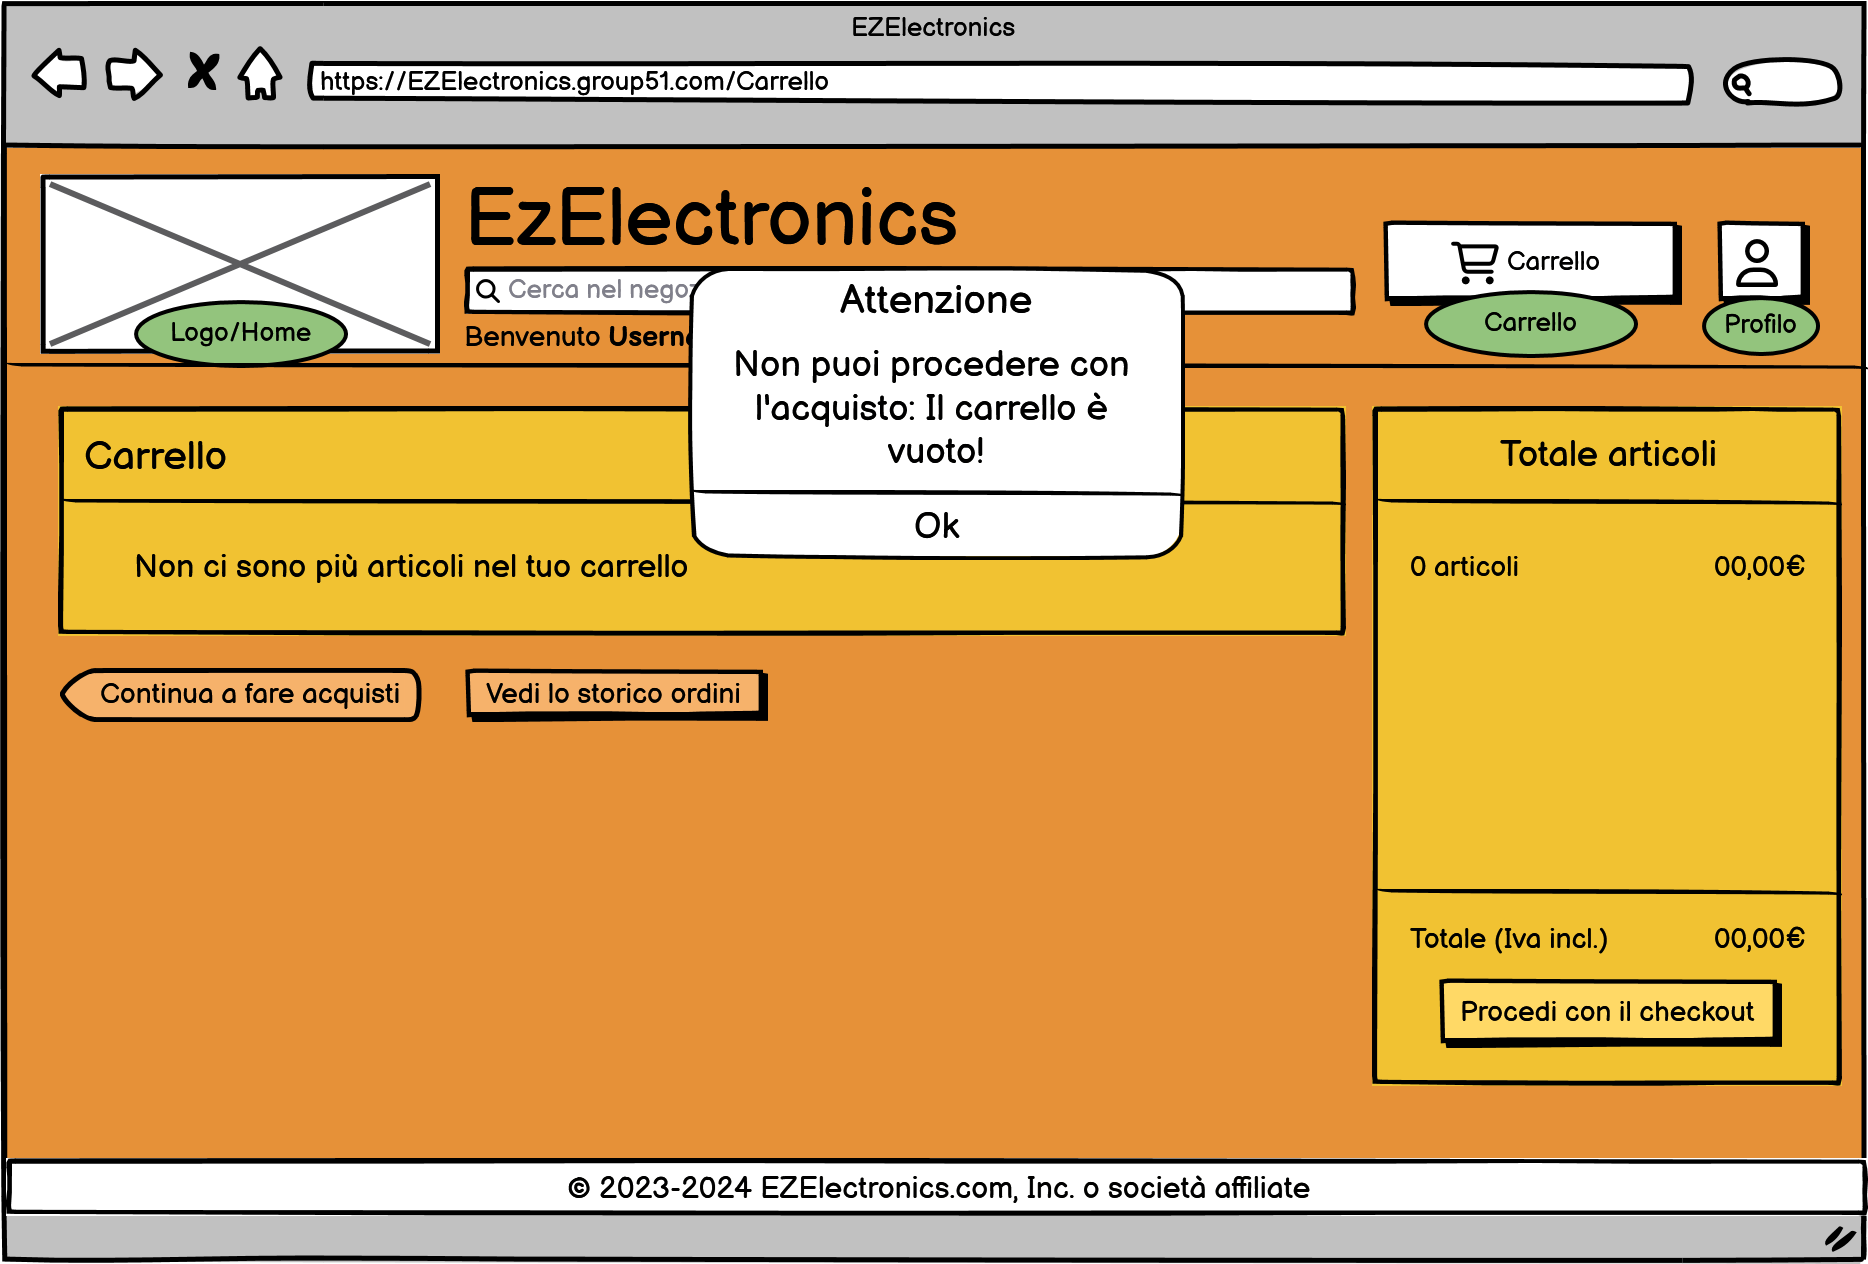 EZElectronics
https://EZElectronics.group51.com/Carrello
EzElectronics
Carrello
Cerca nel negoz
Logo/Home
Benvenuto Userna
Carrello
Profilo
Attenzione
Non puoi procedere con
l'acquisto: Il carrello è
vuoto!
Ok
Carrello
Non ci sono più articoli nel tuo carrello
Continua a fare acquisti
Vedi lo storico ordini
Totale articoli
0 articoli 00,00€
Totale (Iva incl.) 00,00€
Procedi con il checkout
© 2023-2024 EZElectronics.com, Inc. o società affiliate